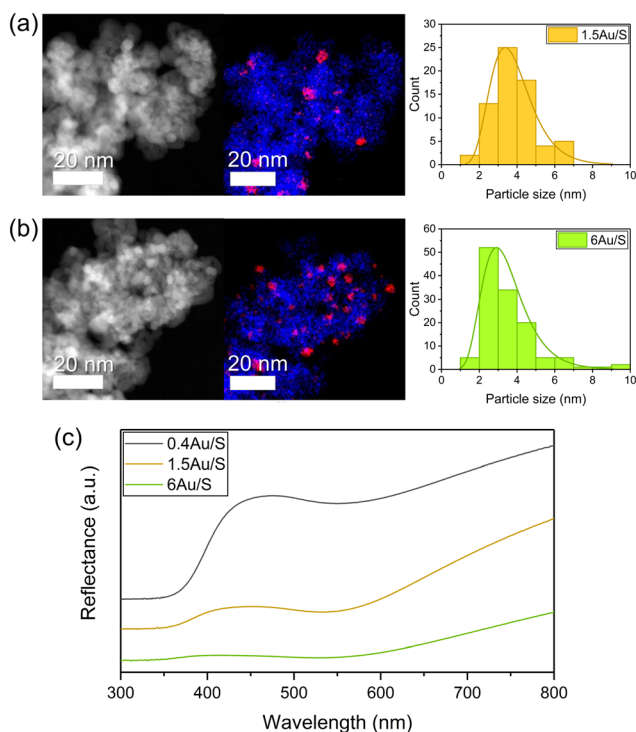 (a)
20 nm
20 nm
Count
30
25
20
15
10
5
0
1.5Au/S
0 2 4 6 8 10
Particle size (nm)
(b)
20 nm
20 nm
Count
60
50
40
30
20
10
0
6Au/S
0 2 4 6 8 10
Particle size (nm)
(c)
Reflectance (a.u.)
0.4Au/S
1.5Au/S
6Au/S
300 400 500 600 700 800
Wavelength (nm)